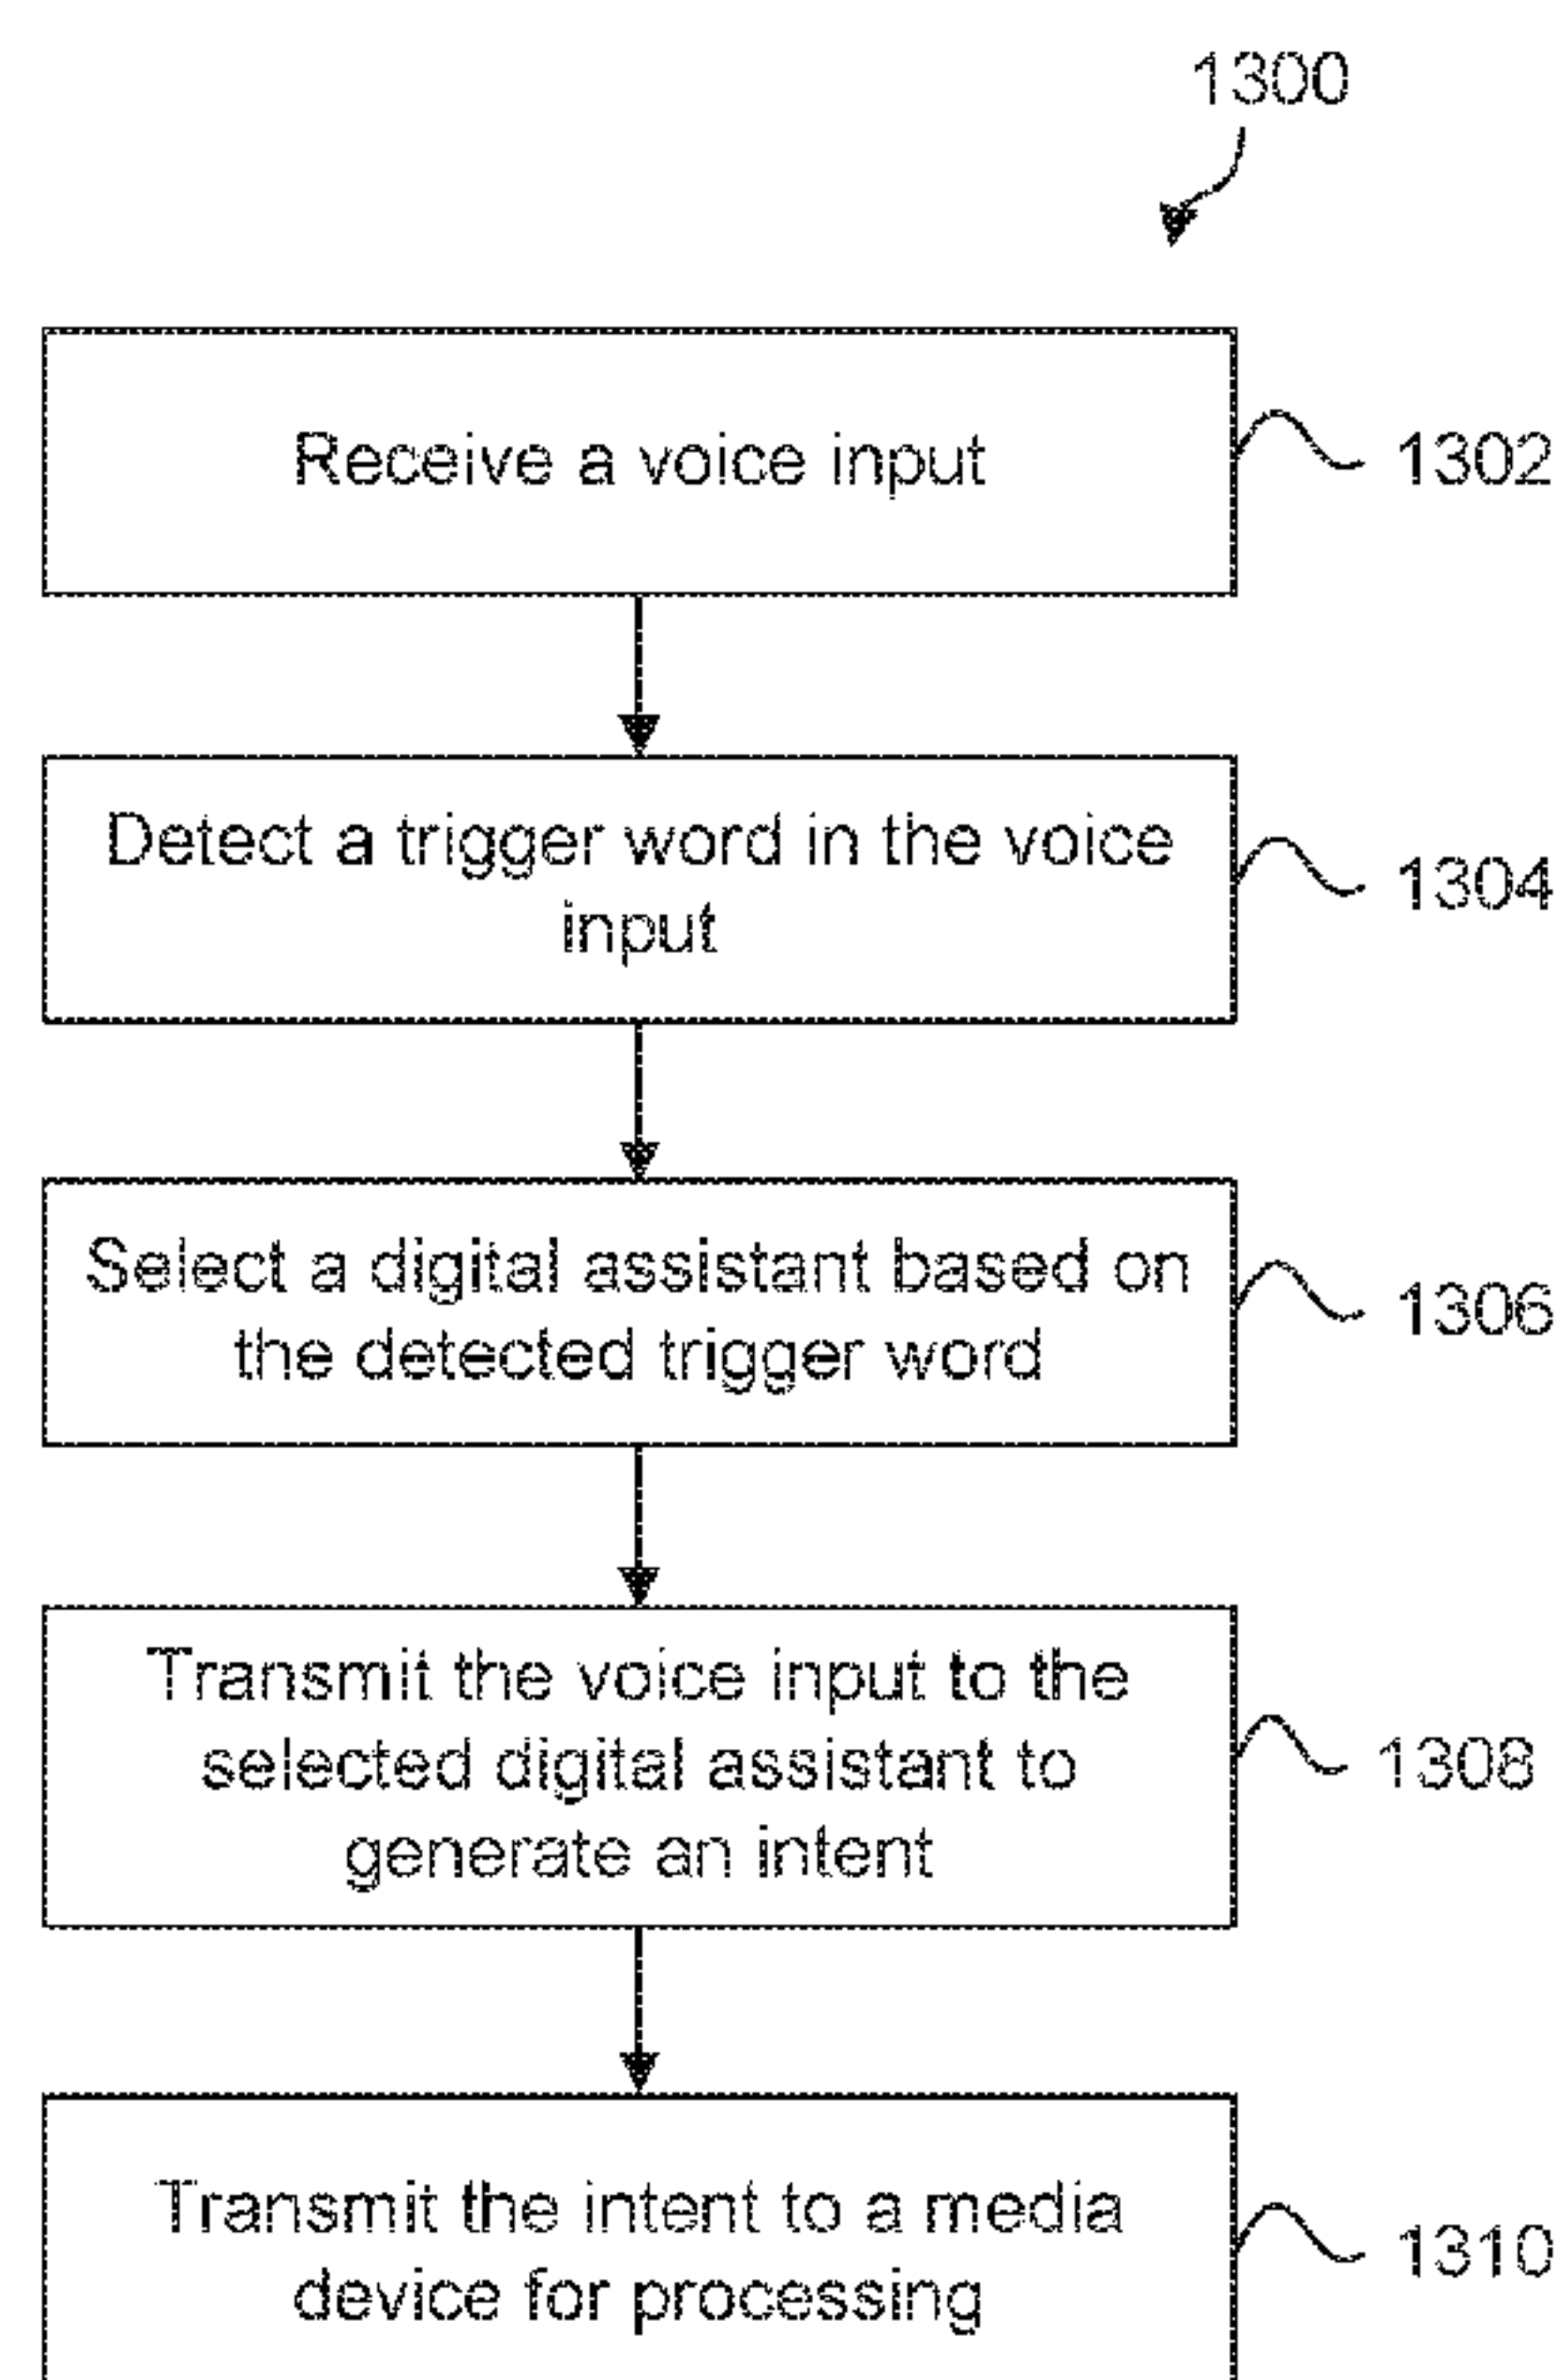 1300
Receive a voice input
1302
Detect a trigger word in the voice
input
1304
Select a digital assistant based on
the detected trigger word
1306
Transmit the voice input to the
selected digital assistant to
generate an intent
1308
Transmit the intent to a media
device for processing
1310